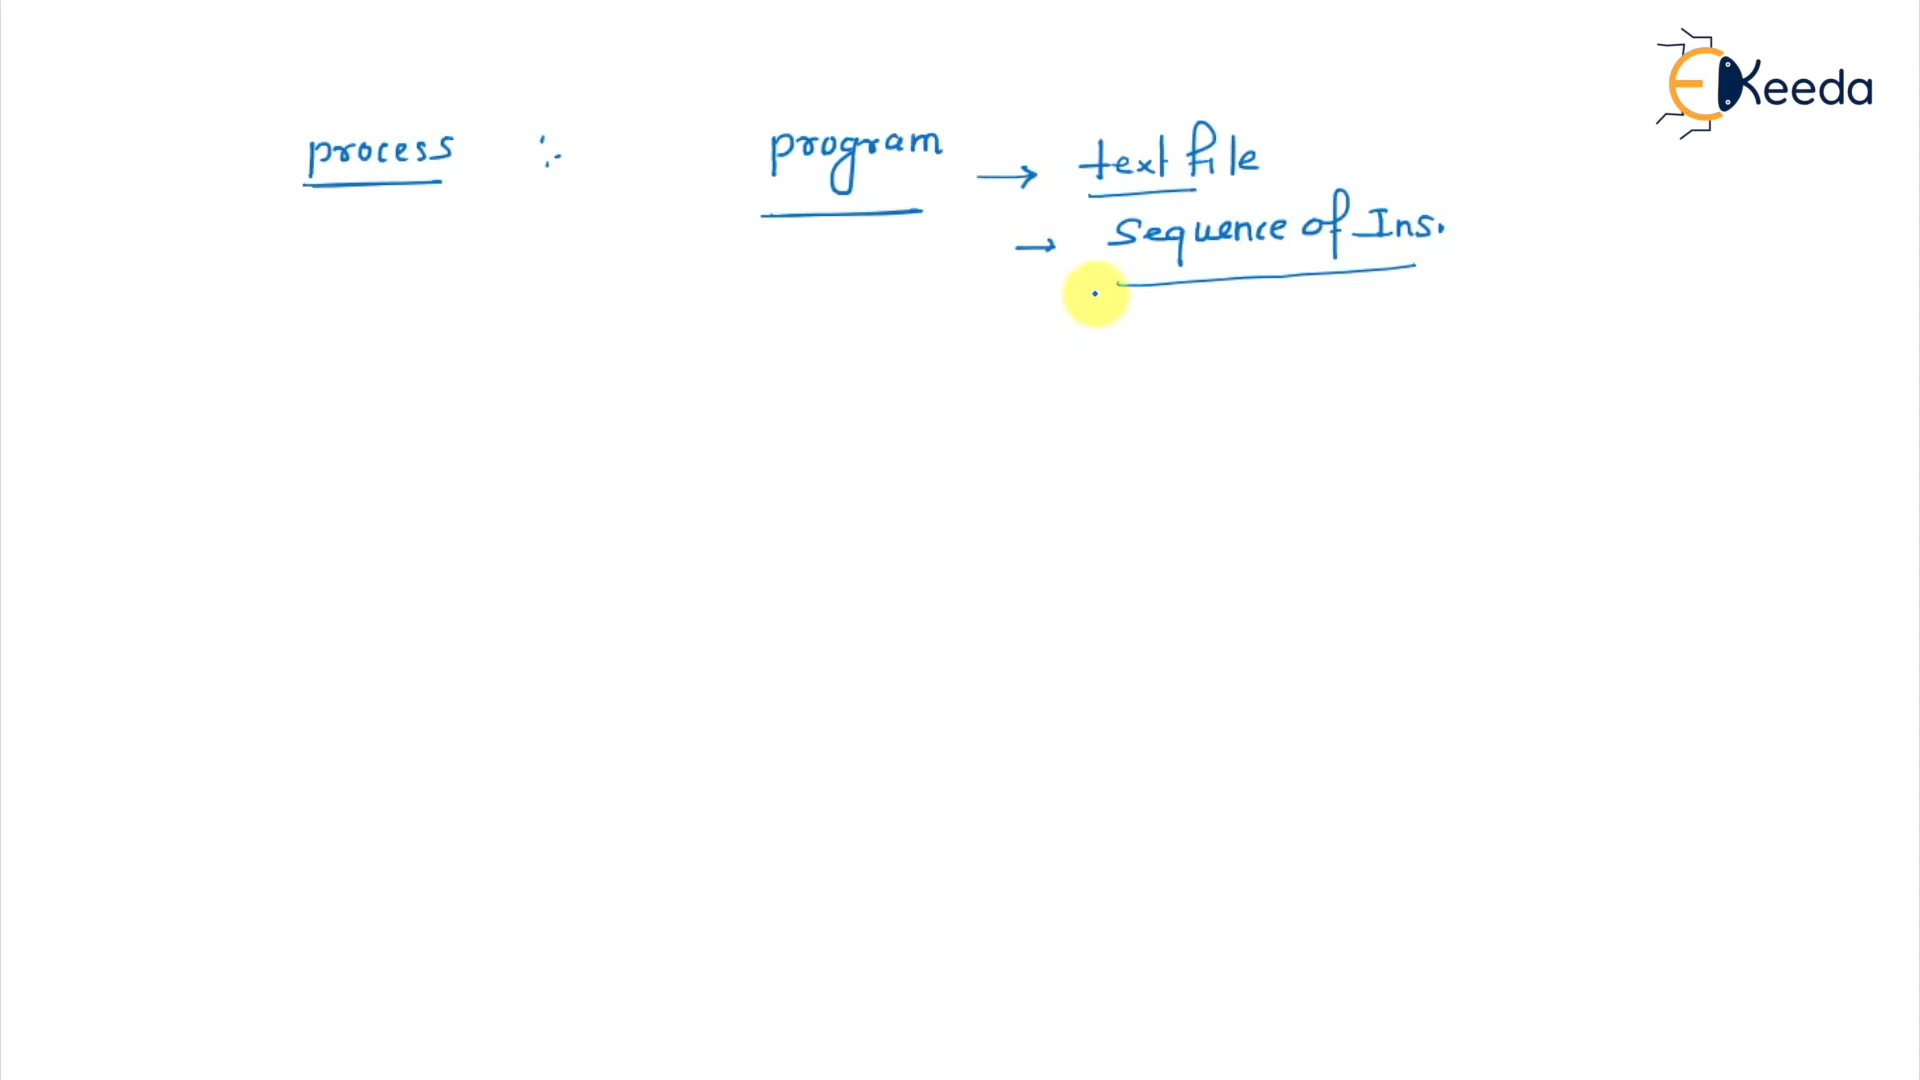 EKeeda
process :- program → text file
→ Sequence of Ins.